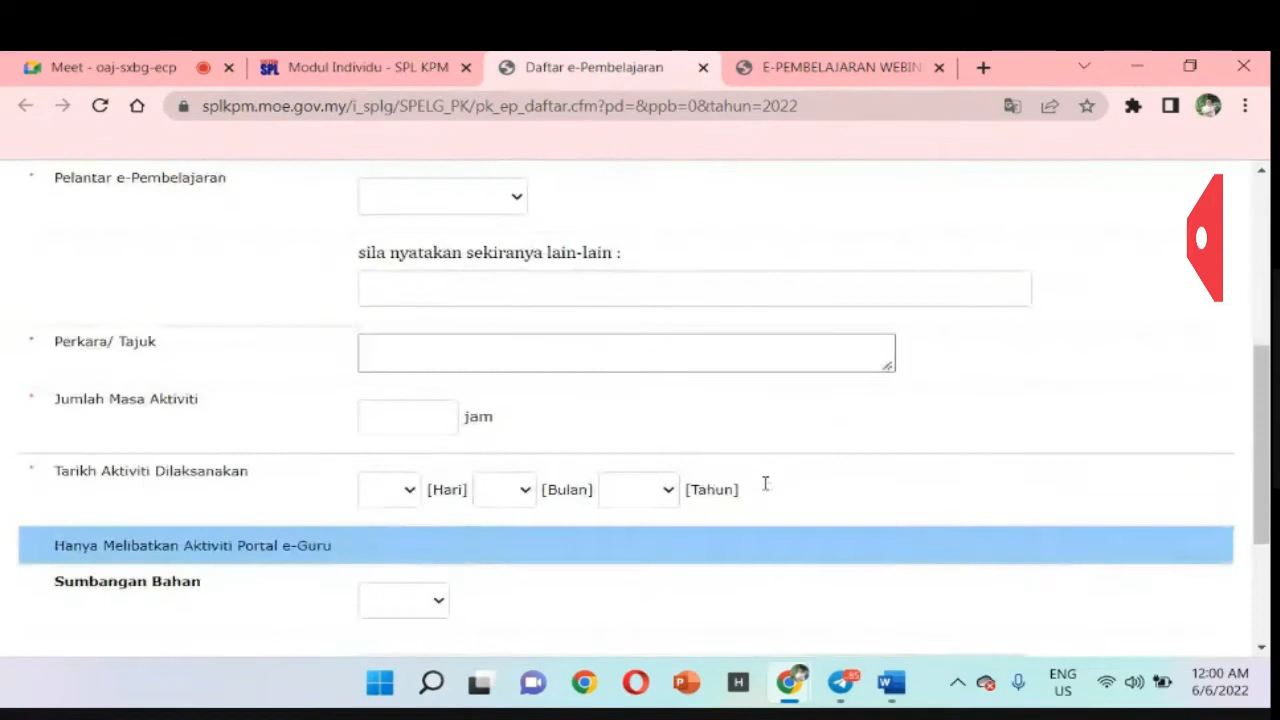 Meet - oaj-sxbg-ecp
SPL Modul Individu - SPL KPM
Daftar e-Pembelajaran
E-PEMBELAJARAN WEBIN
splkpm.moe.gov.my/i_splg/SPELG_PK/pk_ep_daftar.cfm?pd=&ppb=0&tahun=2022
* Pelantar e-Pembelajaran
sila nyatakan sekiranya lain-lain :
* Perkara/ Tajuk
* Jumlah Masa Aktiviti
jam
* Tarikh Aktiviti Dilaksanakan
[Hari] [Bulan] [Tahun]
Hanya Melibatkan Aktiviti Portal e-Guru
Sumbangan Bahan
ENG
US
12:00 AM
6/6/2022